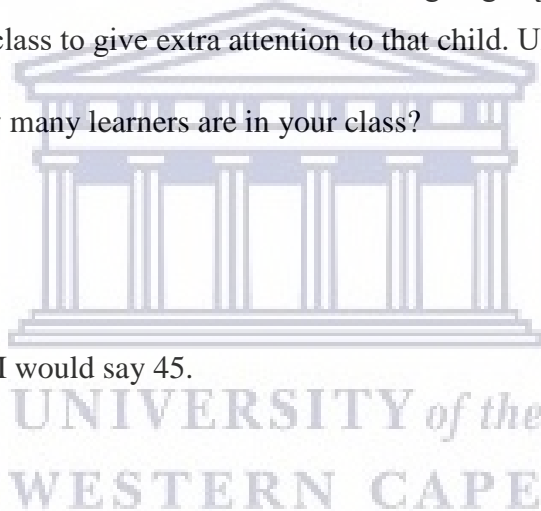 class to give extra attention to that child. U
many learners are in your class?
I would say 45.
UNIVERSITY of the
WESTERN CAPE